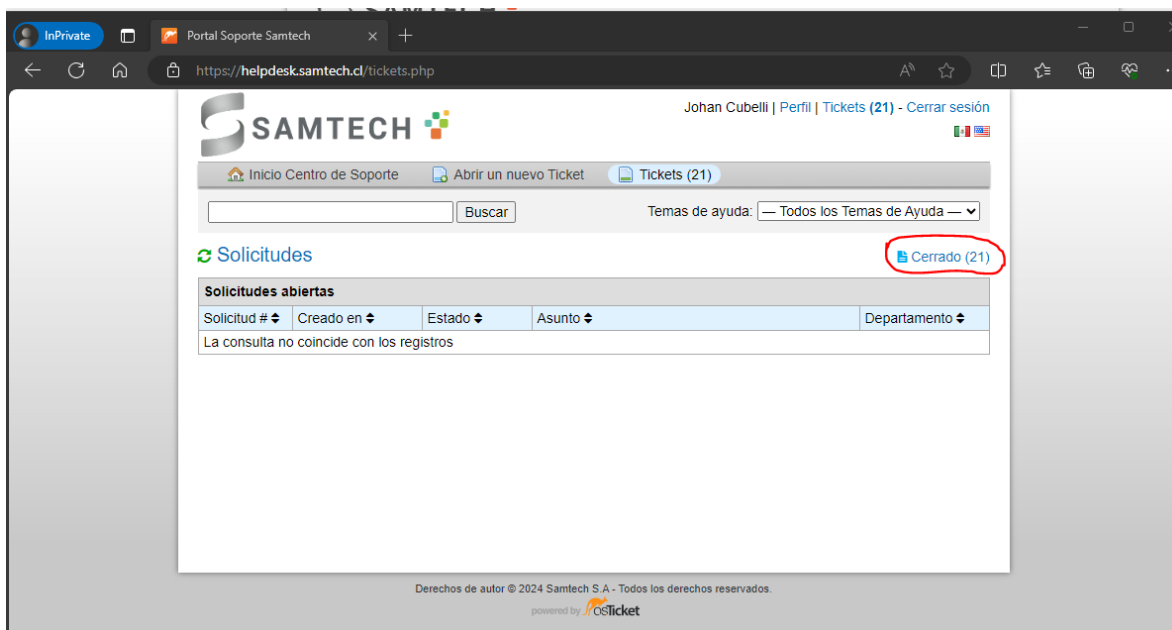 InPrivate
Portal Soporte Samtech
https://helpdesk.samtech.cl/tickets.php
SAMTECH
Johan Cubelli | Perfil | Tickets (21) - Cerrar sesión
Inicio Centro de Soporte Abrir un nuevo Ticket Tickets (21)
Buscar Temas de ayuda: — Todos los Temas de Ayuda —
Solicitudes Cerrado (21)
Solicitudes abiertas
Solicitud # Creado en Estado Asunto Departamento
La consulta no coincide con los registros
Derechos de autor © 2024 Samtech S.A - Todos los derechos reservados.
powered by osTicket